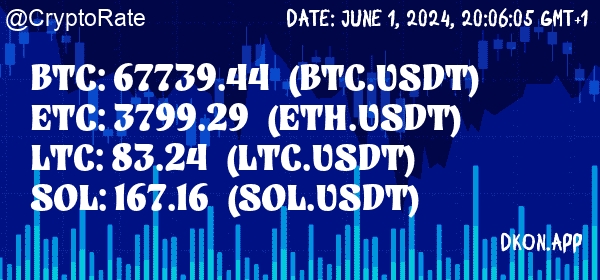 @CryptoRate
DATE: JUNE 1, 2024, 20:06:05 GMT+1
BTC: 67739.44 (BTC.USDT)
ETC: 3799.29 (ETH.USDT)
LTC: 83.24 (LTC.USDT)
SOL: 167.16 (SOL.USDT)
DKON.APP